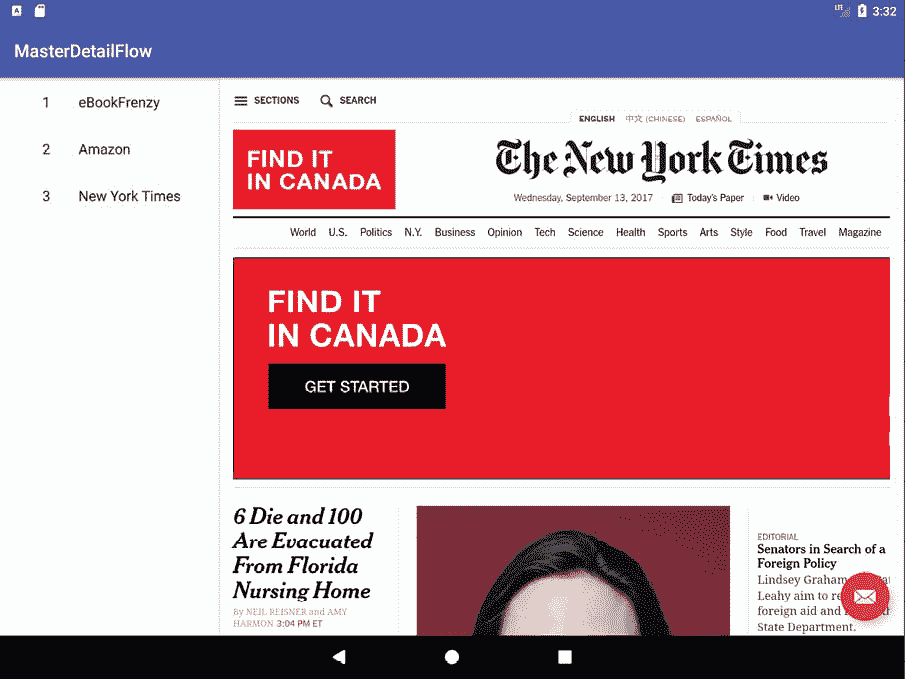 LTE 3:32
MasterDetailFlow
1 eBookFrenzy
2 Amazon
3 New York Times
SECTIONS SEARCH
ENGLISH 中文 (CHINESE) ESPAÑOL
FIND IT
IN CANADA
The New York Times
Wednesday, September 13, 2017 Today's Paper Video
World U.S. Politics N.Y. Business Opinion Tech Science Health Sports Arts Style Food Travel Magazine
FIND IT
IN CANADA
GET STARTED
6 Die and 100
Are Evacuated
From Florida
Nursing Home
By NEIL REISNER and AMY
HARMON 3:04 PM ET
EDITORIAL
Senators in Search of a
Foreign Policy
Lindsey Graham
Leahy aim to
foreign aid and
State Department.